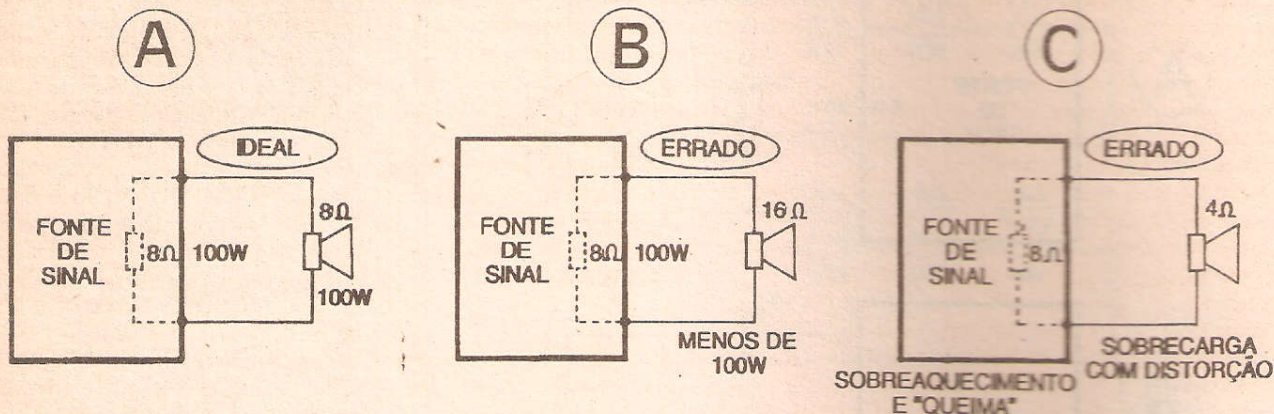 A
IDEAL
FONTE
DE
SINAL
8Ω
100W
8Ω
100W
B
ERRADO
FONTE
DE
SINAL
8Ω
100W
16Ω
MENOS DE
100W
C
ERRADO
FONTE
DE
SINAL
8Ω
4Ω
SOBREAQUECIMENTO
E "QUEIMA"
SOBRECARGA
COM DISTORÇÃO